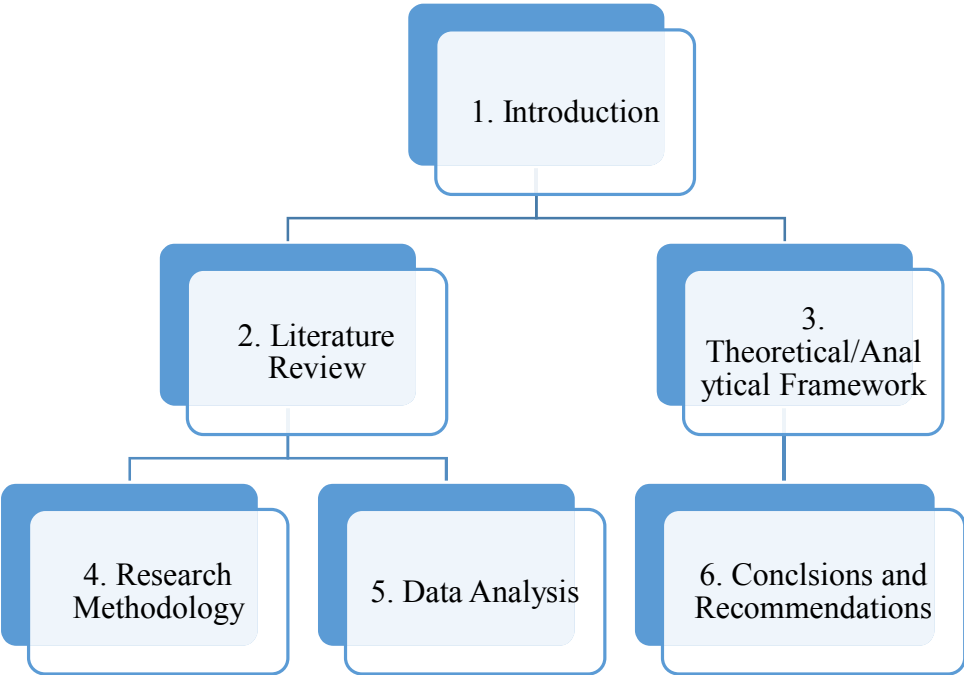 1. Introduction
2. Literature
Review
3.
Theoretical/Anal
ytical Framework
4. Research
Methodology
5. Data Analysis
6. Conclsions and
Recommendations